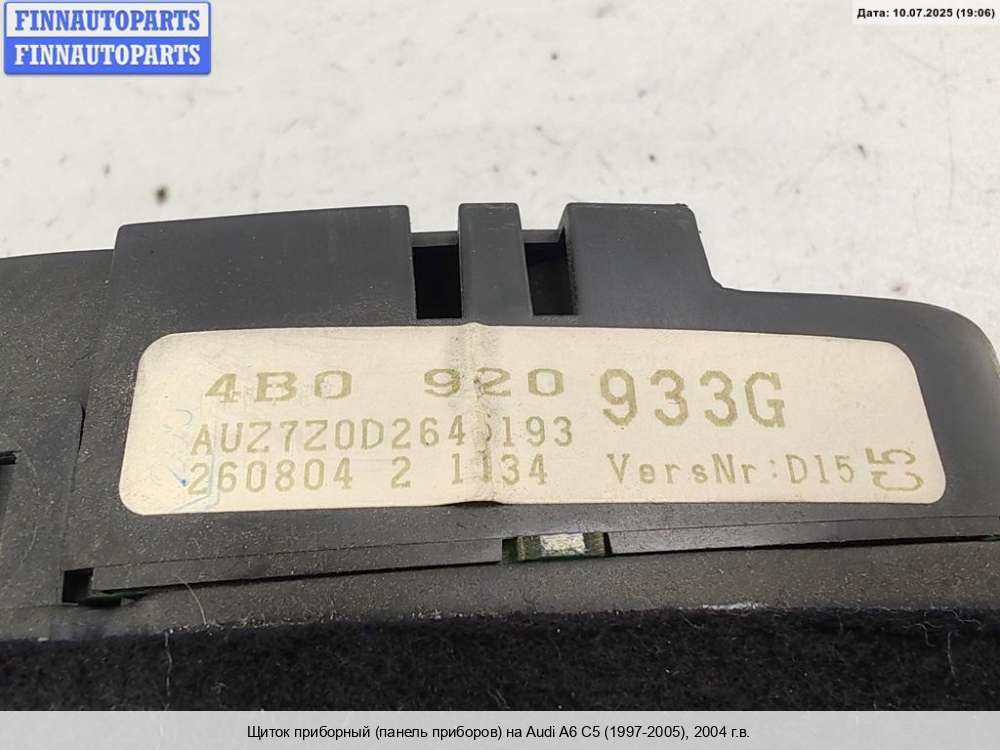 FINNAUTOPARTS
FINNAUTOPARTS
Дата: 10.07.2025 (19:06)
4B0 920 933G
260804 2 1134 VersNr: D15
C5
Щиток приборный (панель приборов) на Audi A6 C5 (1997-2005), 2004 г.в.